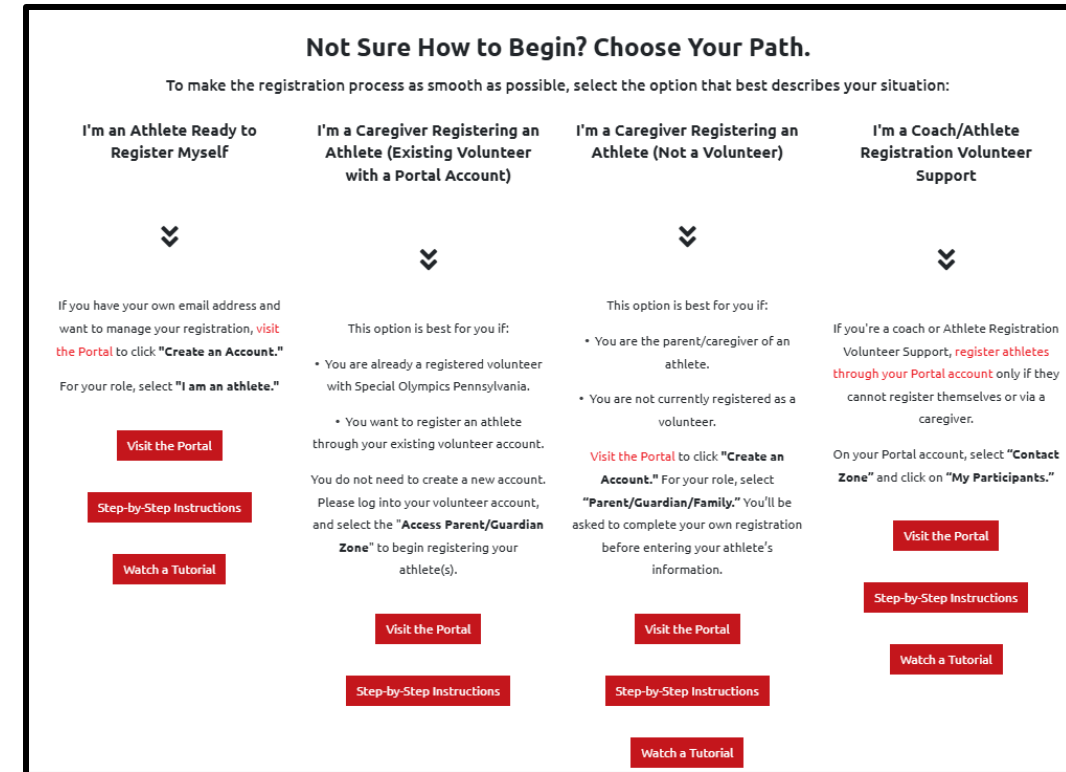 Not Sure How to Begin? Choose Your Path.
To make the registration process as smooth as possible, select the option that best describes your situation:
I'm an Athlete Ready to
Register Myself
If you have your own email address and
want to manage your registration, visit
the Portal to click "Create an Account."
For your role, select "I am an athlete."
Visit the Portal
Step-by-Step Instructions
Watch a Tutorial
I'm a Caregiver Registering an
Athlete (Existing Volunteer
with a Portal Account)
This option is best for you if:
• You are already a registered volunteer
with Special Olympics Pennsylvania.
• You want to register an athlete
through your existing volunteer account.
You do not need to create a new account.
Please log into your volunteer account,
and select the "Access Parent/Guardian
Zone" to begin registering your
athlete(s).
Visit the Portal
Step-by-Step Instructions
I'm a Caregiver Registering an
Athlete (Not a Volunteer)
This option is best for you if:
• You are the parent/caregiver of an
athlete.
• You are not currently registered as a
volunteer.
Visit the Portal to click "Create an
Account." For your role, select
“Parent/Guardian/Family.” You’ll be
asked to complete your own registration
before entering your athlete’s
information.
Visit the Portal
Step-by-Step Instructions
Watch a Tutorial
I'm a Coach/Athlete
Registration Volunteer
Support
If you're a coach or Athlete Registration
Volunteer Support, register athletes
through your Portal account only if they
cannot register themselves or via a
caregiver.
On your Portal account, select “Contact
Zone” and click on “My Participants.”
Visit the Portal
Step-by-Step Instructions
Watch a Tutorial